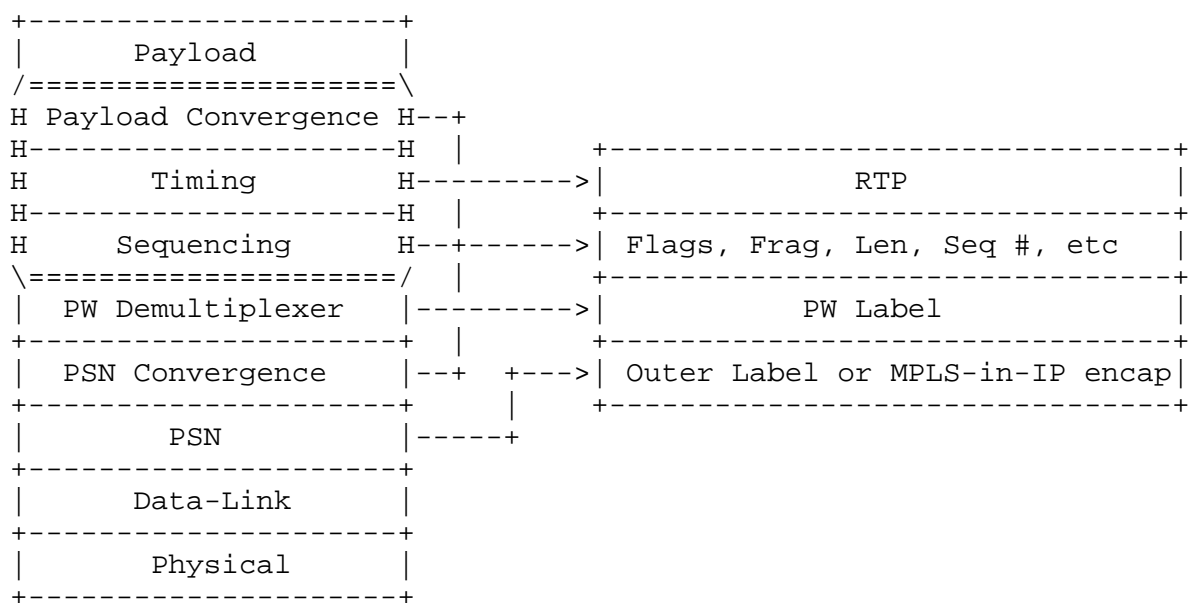 +---------------------+
|       Payload       |
/=====================\
H Payload Convergence H--+
H---------------------H  |       +--------------------------------+
H       Timing        H--------->|              RTP               |
H---------------------H  |       +--------------------------------+
H     Sequencing      H--+------>| Flags, Frag, Len, Seq #, etc   |
\=====================/  |       +--------------------------------+
|  PW Demultiplexer   |--------->|           PW Label             |
+---------------------+  |       +--------------------------------+
|  PSN Convergence    |--+  +--->| Outer Label or MPLS-in-IP encap|
+---------------------+     |    +--------------------------------+
|        PSN          |-----+
+---------------------+
|      Data-Link      |
+---------------------+
|       Physical      |
+---------------------+